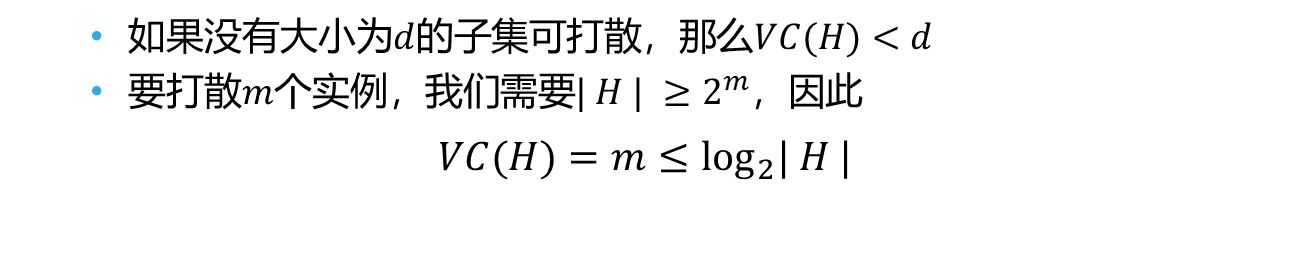 • 如果没有大小为d的子集可打散，那么VC(H) < d
• 要打散m个实例，我们需要| H | ≥ 2^m，因此
VC(H) = m ≤ log₂| H |